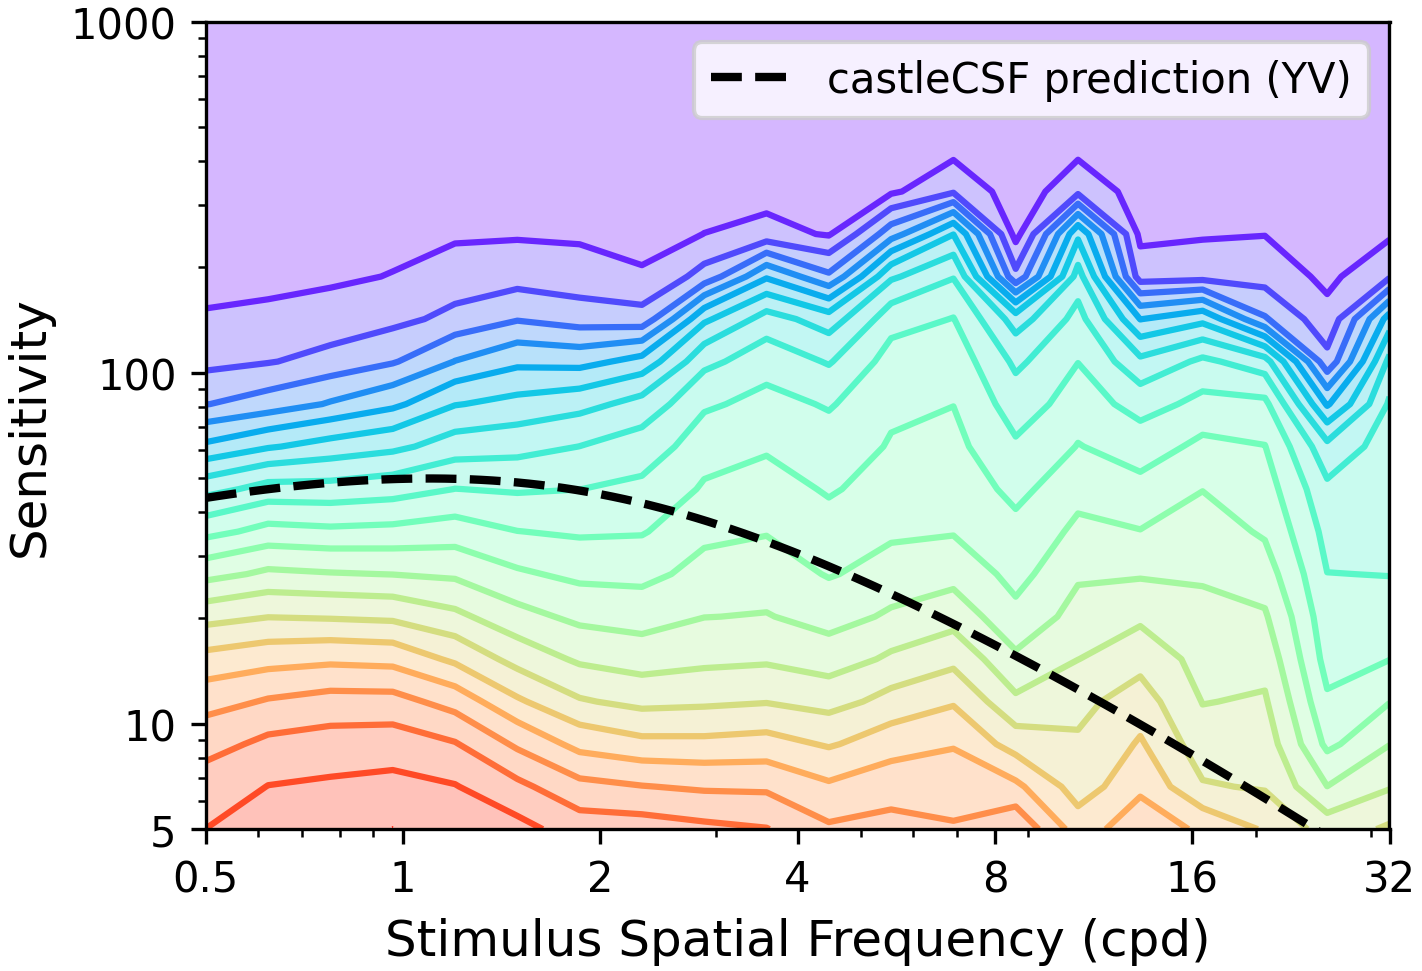 1000
castleCSF prediction (YV)
100
Sensitivity
10
5
0.5 1 2 4 8 16 32
Stimulus Spatial Frequency (cpd)